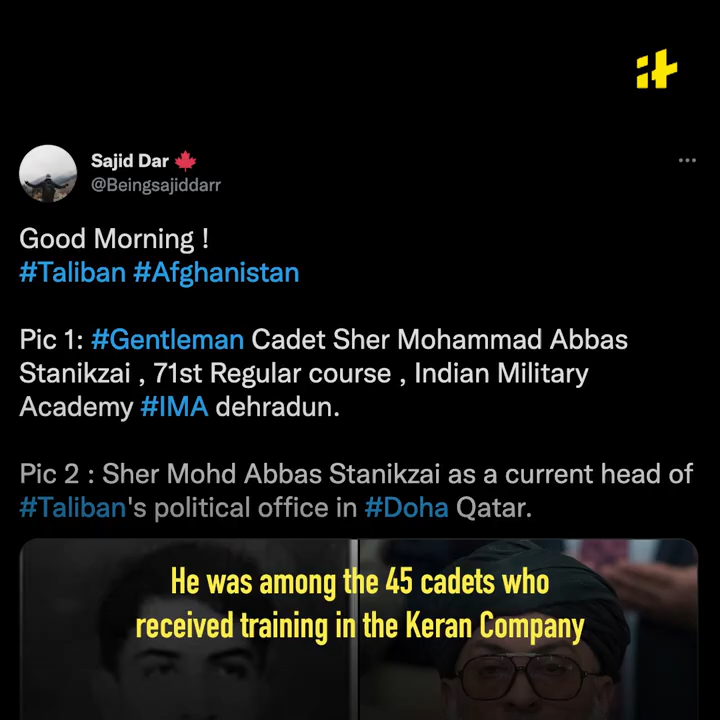 Sajid Dar
@Beingsajiddarr
Good Morning !
#Taliban #Afghanistan
Pic 1: #Gentleman Cadet Sher Mohammad Abbas
Stanikzai , 71st Regular course , Indian Military
Academy #IMA dehradun.
Pic 2 : Sher Mohd Abbas Stanikzai as a current head of
#Taliban's political office in #Doha Qatar.
He was among the 45 cadets who
received training in the Keran Company